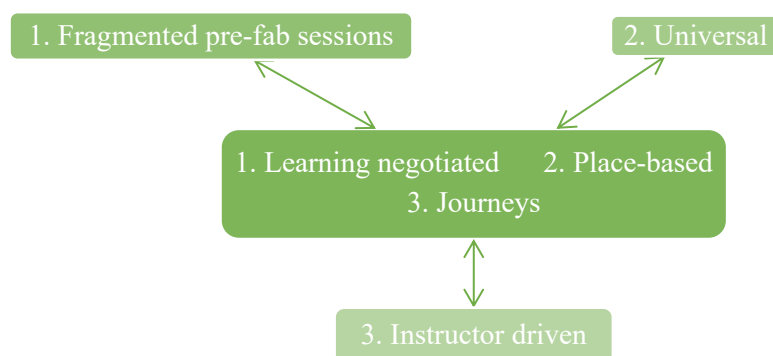 1. Fragmented pre-fab sessions
2. Universal
1. Learning negotiated 2. Place-based
3. Journeys
3. Instructor driven